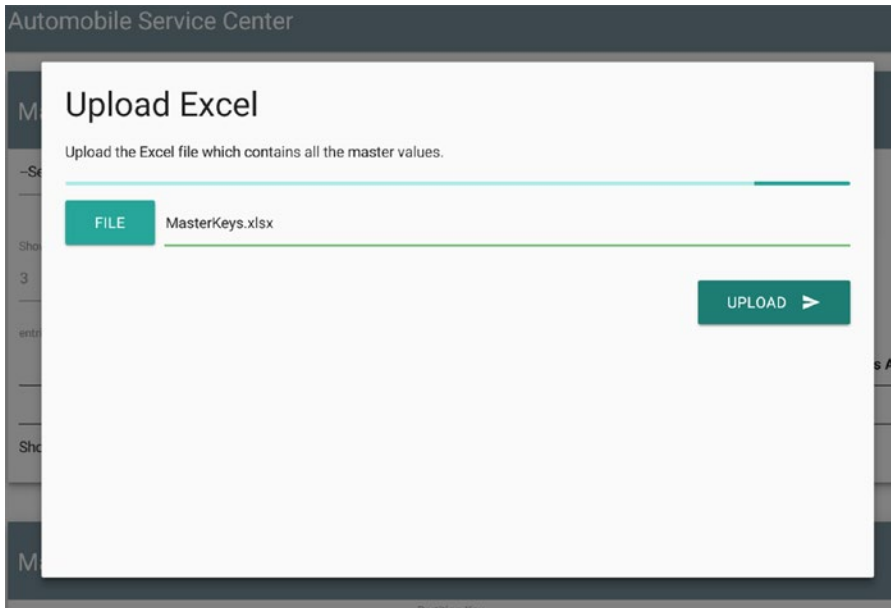 Automobile Service Center
Upload Excel
Upload the Excel file which contains all the master values.
FILE MasterKeys.xlsx
3
UPLOAD